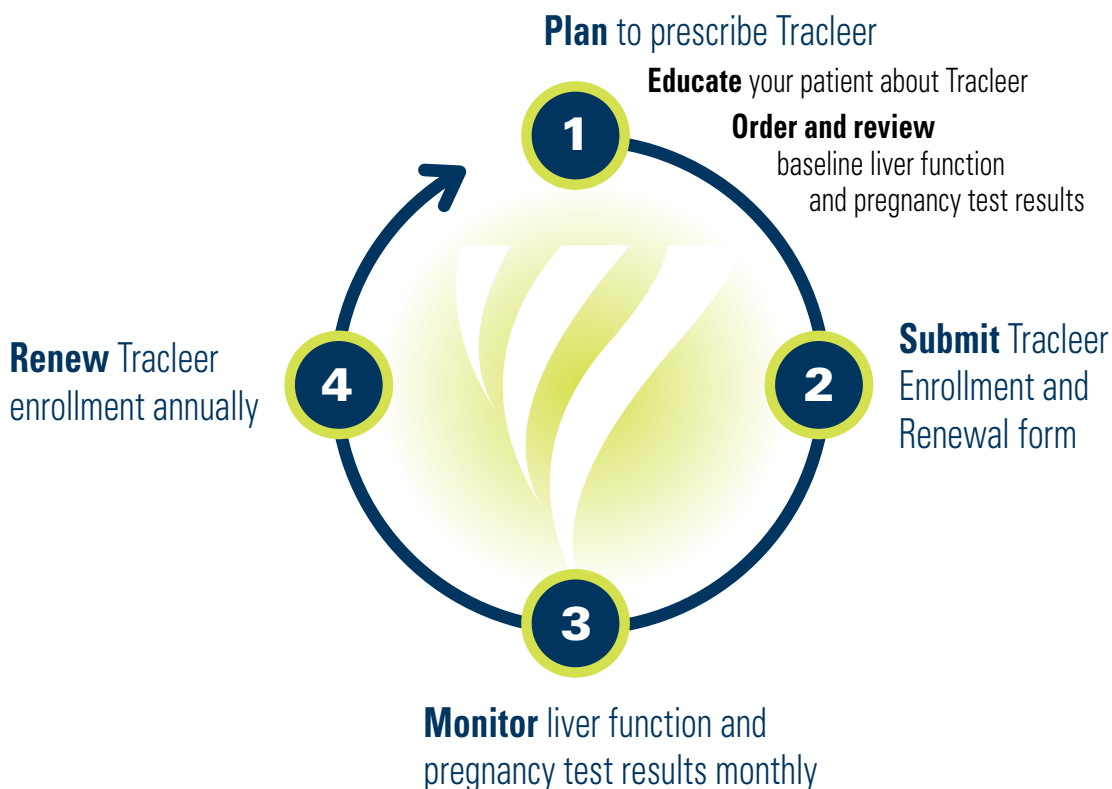 Plan to prescribe Tracleer
Educate your patient about Tracleer
Order and review
baseline liver function
and pregnancy test results
1
2
Submit Tracleer
Enrollment and
Renewal form
3
Monitor liver function and
pregnancy test results monthly
4
Renew Tracleer
enrollment annually